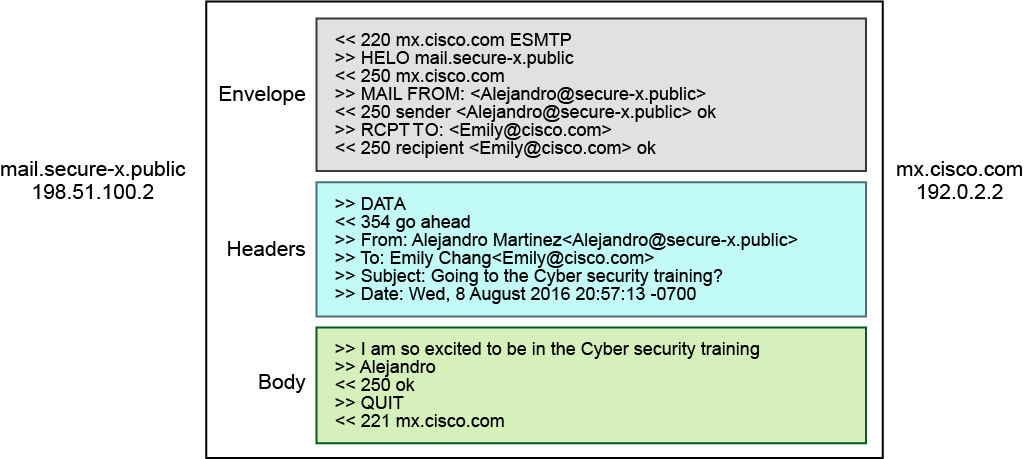 mail.secure-x.public
198.51.100.2
Envelope
<< 220 mx.cisco.com ESMTP
>> HELO mail.secure-x.public
<< 250 mx.cisco.com
>> MAIL FROM: <Alejandro@secure-x.public>
<< 250 sender <Alejandro@secure-x.public> ok
>> RCPT TO: <Emily@cisco.com>
<< 250 recipient <Emily@cisco.com> ok
Headers
>> DATA
<< 354 go ahead
>> From: Alejandro Martinez<Alejandro@secure-x.public>
>> To: Emily Chang<Emily@cisco.com>
>> Subject: Going to the Cyber security training?
>> Date: Wed, 8 August 2016 20:57:13 -0700
Body
>> I am so excited to be in the Cyber security training
>> Alejandro
<< 250 ok
>> QUIT
<< 221 mx.cisco.com
mx.cisco.com
192.0.2.2